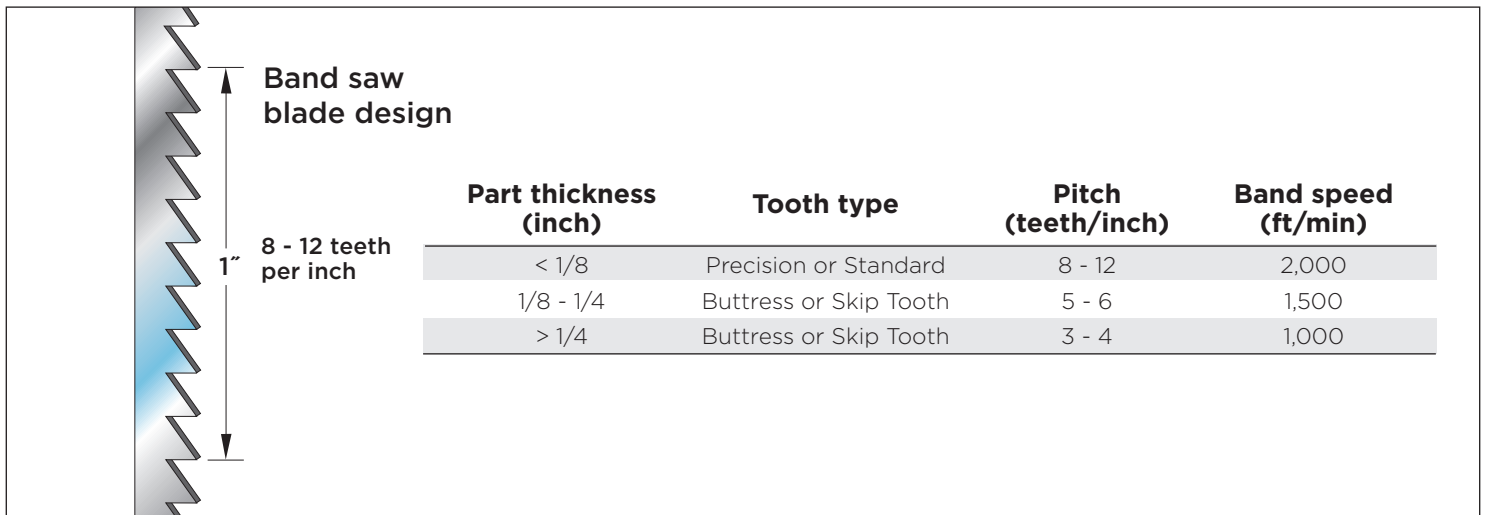 Band saw
blade design
1″
8 - 12 teeth
per inch
Part thickness (inch) Tooth type Pitch (teeth/inch) Band speed (ft/min)
< 1/8 Precision or Standard 8 - 12 2,000
1/8 - 1/4 Buttress or Skip Tooth 5 - 6 1,500
> 1/4 Buttress or Skip Tooth 3 - 4 1,000